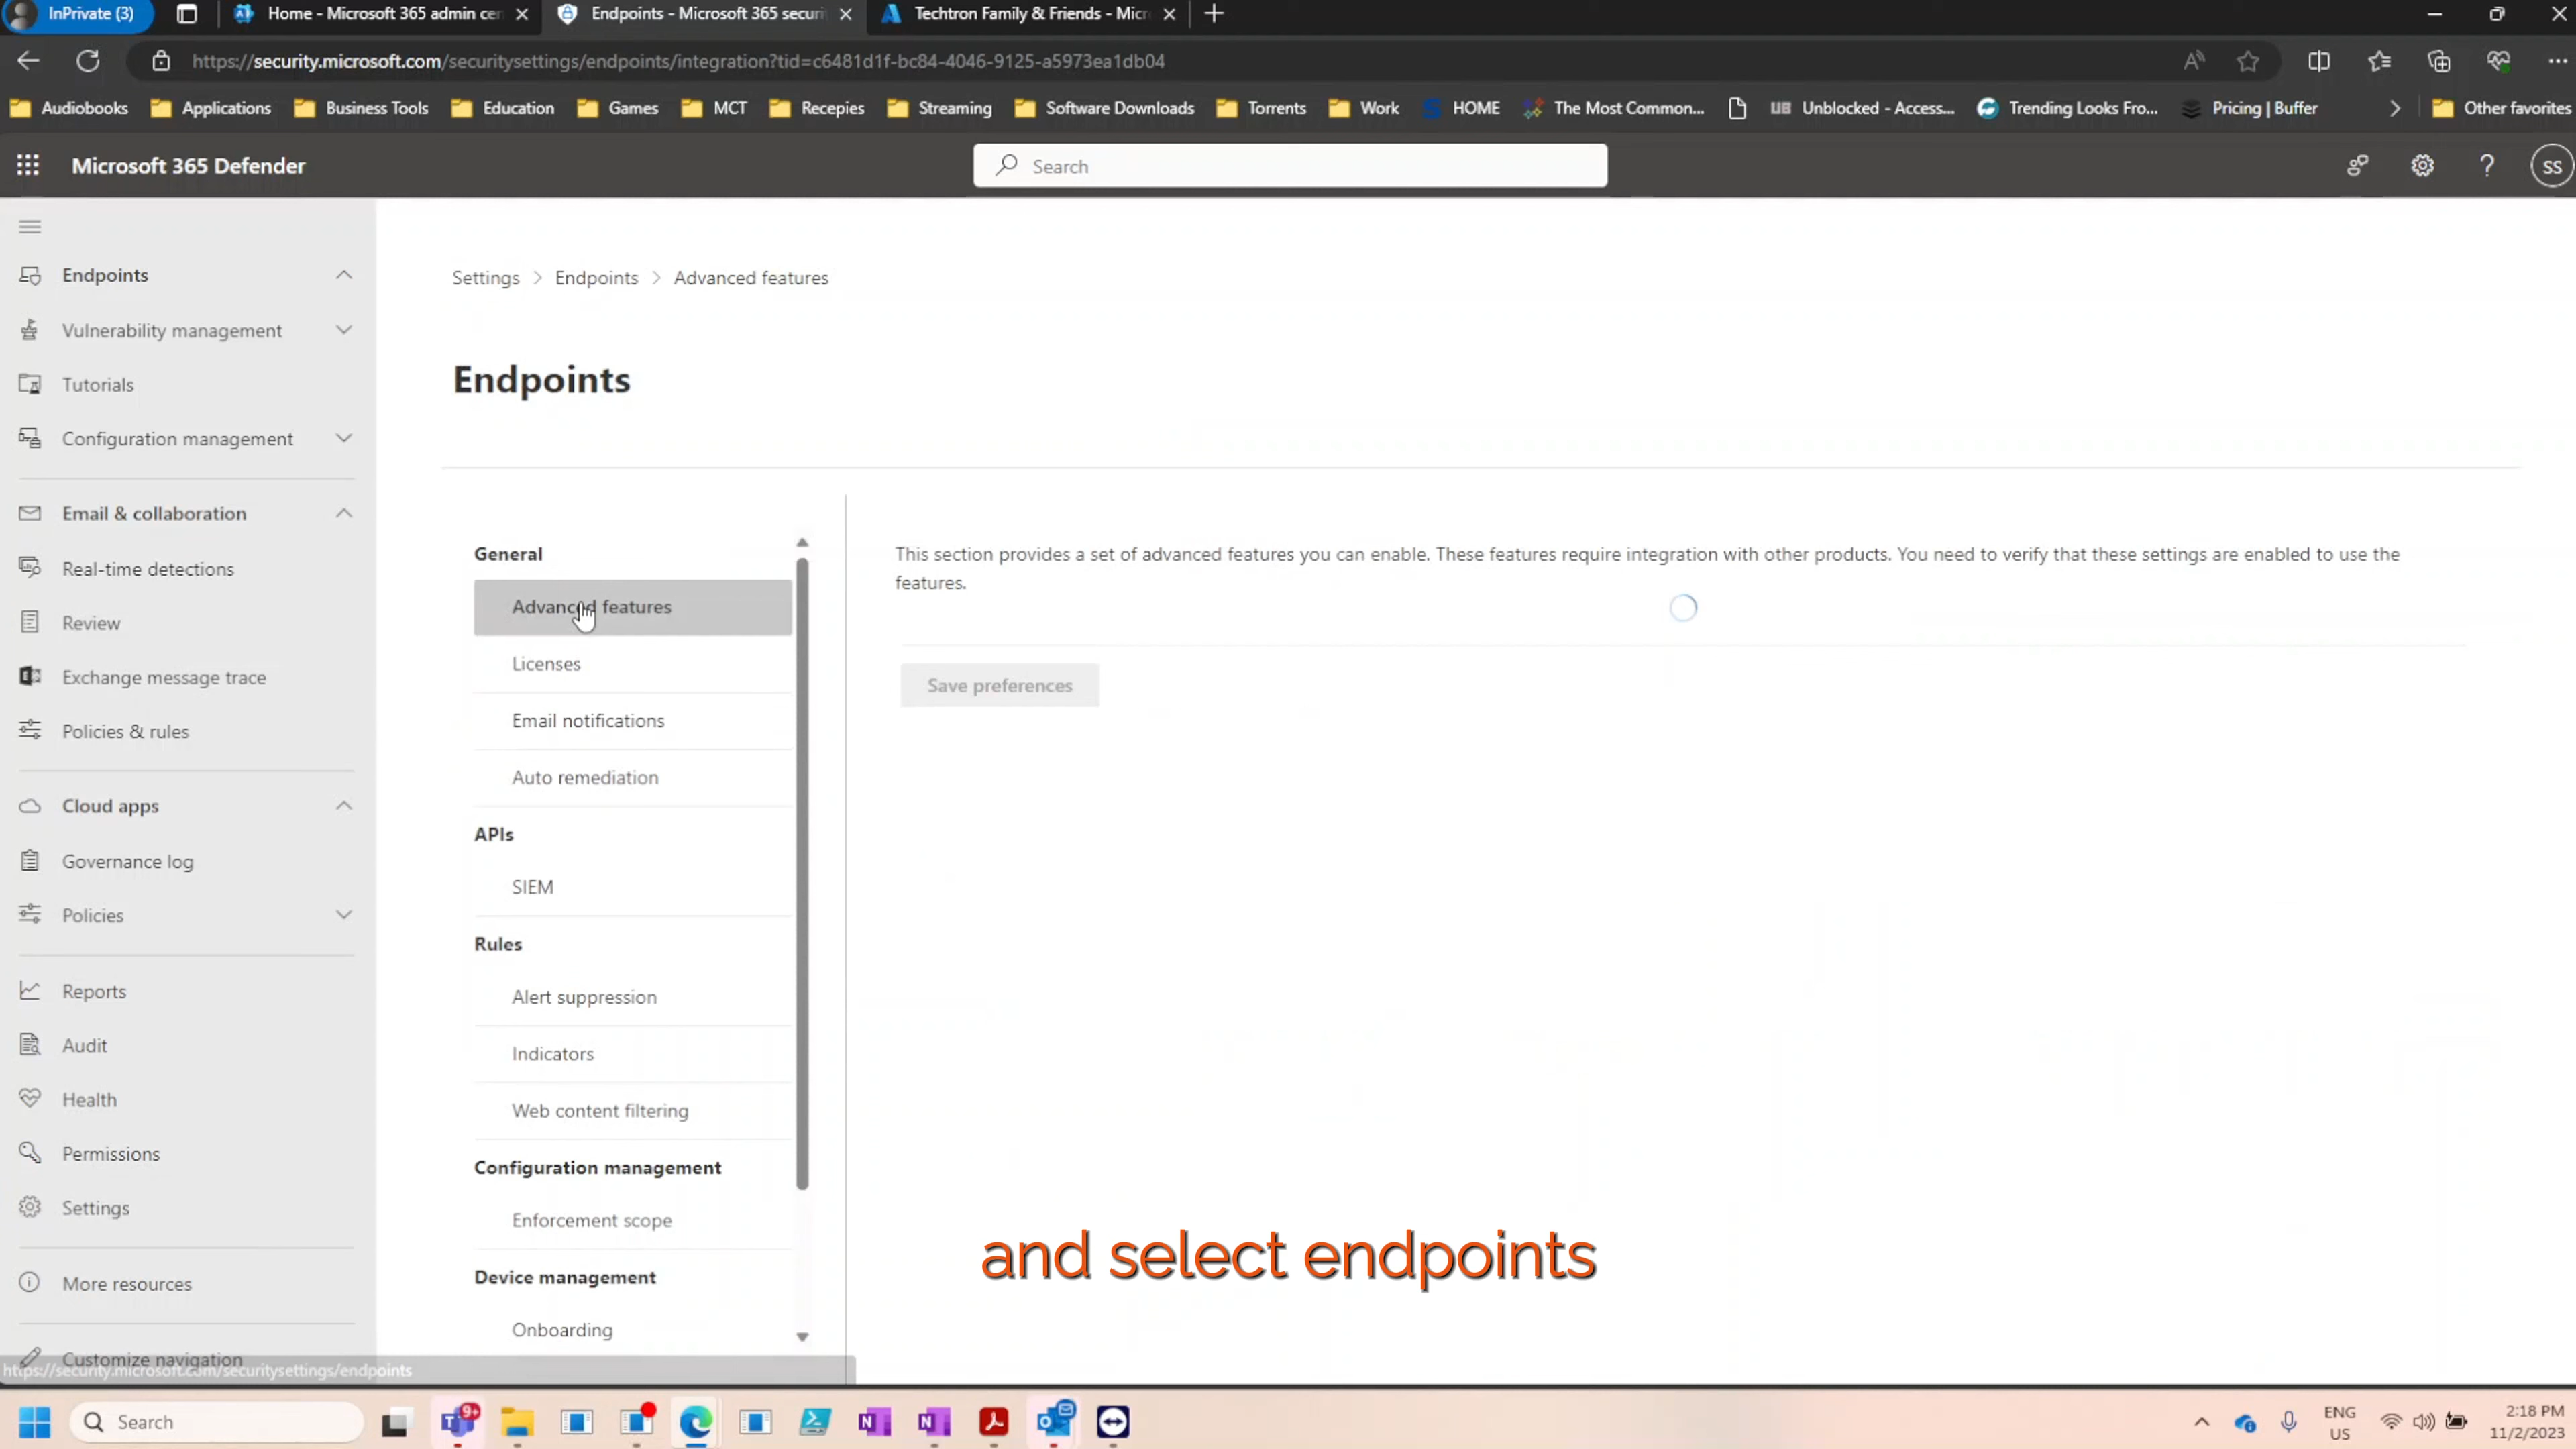 InPrivate (3)
Home - Microsoft 365 admin cen
Endpoints - Microsoft 365 securi
Techtron Family & Friends - Micr
https://security.microsoft.com/securitysettings/endpoints/integration?tid=c6481d1f-bc84-4046-9125-a5973ea1db04
Audiobooks
Applications
Business Tools
Education
Games
MCT
Recepies
Streaming
Software Downloads
Torrents
Work
HOME
The Most Common...
UB Unblocked - Access...
Trending Looks Fro...
Pricing | Buffer
Other favorites
Microsoft 365 Defender
Search
SS
Endpoints
Vulnerability management
Tutorials
Configuration management
Email & collaboration
Real-time detections
Review
Exchange message trace
Policies & rules
Cloud apps
Governance log
Policies
Reports
Audit
Health
Permissions
Settings
More resources
Customize navigation
https://security.microsoft.com/securitysettings/endpoints
Settings > Endpoints > Advanced features
Endpoints
General
Advanced features
Licenses
Email notifications
Auto remediation
APIs
SIEM
Rules
Alert suppression
Indicators
Web content filtering
Configuration management
Enforcement scope
Device management
Onboarding
This section provides a set of advanced features you can enable. These features require integration with other products. You need to verify that these settings are enabled to use the
features.
Save preferences
and select endpoints
Search
9+
ENG
US
2:18 PM
11/2/2023